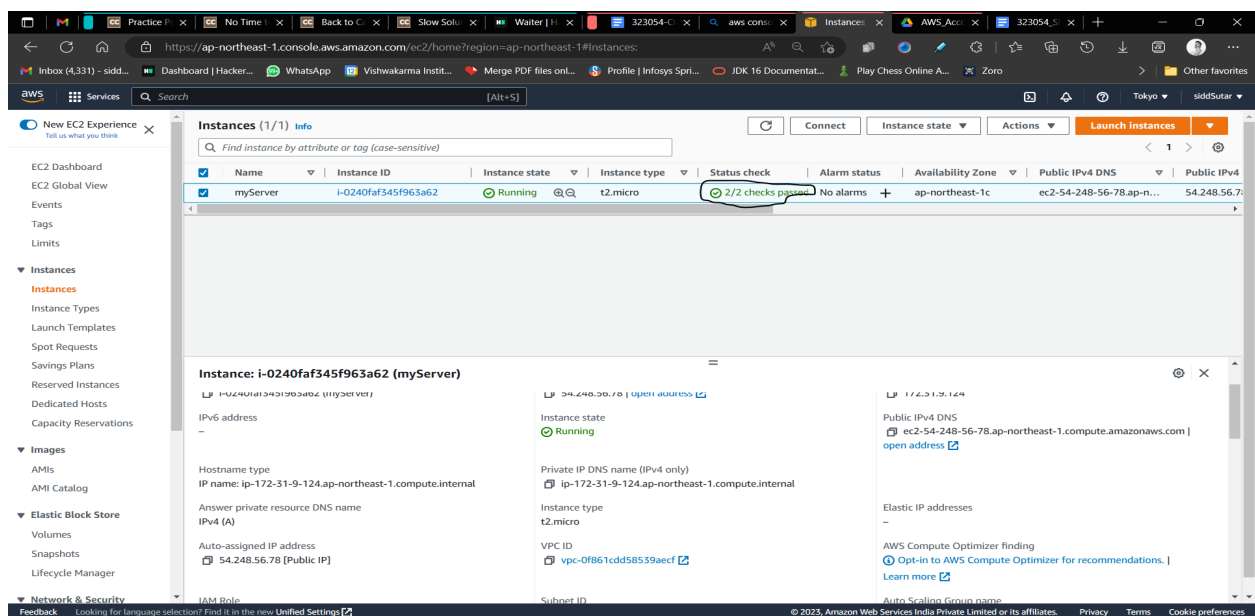 CC Practice P
CC No Time t
CC Back to Ca
CC Slow Solu
Waiter | H
323054-C
aws conso
Instances
AWS_Acc
323054_S
https://ap-northeast-1.console.aws.amazon.com/ec2/home?region=ap-northeast-1#Instances:
Inbox (4,331) - sidd... Dashboard | Hacker... WhatsApp Vishwakarma Instit... Merge PDF files onl... Profile | Infosys Spri... JDK 16 Documentat... Play Chess Online A... Zoro Other favorites
aws Services Search [Alt+S] Tokyo siddSutar
New EC2 Experience
Tell us what you think
EC2 Dashboard
EC2 Global View
Events
Tags
Limits
Instances
Instances
Instance Types
Launch Templates
Spot Requests
Savings Plans
Reserved Instances
Dedicated Hosts
Capacity Reservations
Images
AMIs
AMI Catalog
Elastic Block Store
Volumes
Snapshots
Lifecycle Manager
Network & Security
Instances (1/1) Info
Connect Instance state Actions Launch instances
Find instance by attribute or tag (case-sensitive)
1
Name Instance ID Instance state Instance type Status check Alarm status Availability Zone Public IPv4 DNS Public IPv4
myServer i-0240faf345f963a62 Running t2.micro 2/2 checks passed No alarms + ap-northeast-1c ec2-54-248-56-78.ap-n... 54.248.56.7
Instance: i-0240faf345f963a62 (myServer)
i-0240faf345f963a62 (myServer) 54.248.56.78 | open address 172.31.9.124
IPv6 address
–
Instance state
Running
Public IPv4 DNS
ec2-54-248-56-78.ap-northeast-1.compute.amazonaws.com |
open address
Hostname type
IP name: ip-172-31-9-124.ap-northeast-1.compute.internal
Private IP DNS name (IPv4 only)
ip-172-31-9-124.ap-northeast-1.compute.internal
Answer private resource DNS name
IPv4 (A)
Instance type
t2.micro
Elastic IP addresses
–
Auto-assigned IP address
54.248.56.78 [Public IP]
VPC ID
vpc-0f861cdd58539aecf
AWS Compute Optimizer finding
Opt-in to AWS Compute Optimizer for recommendations. |
Learn more
IAM Role Subnet ID Auto Scaling Group name
Feedback Looking for language selection? Find it in the new Unified Settings © 2023, Amazon Web Services India Private Limited or its affiliates. Privacy Terms Cookie preferences